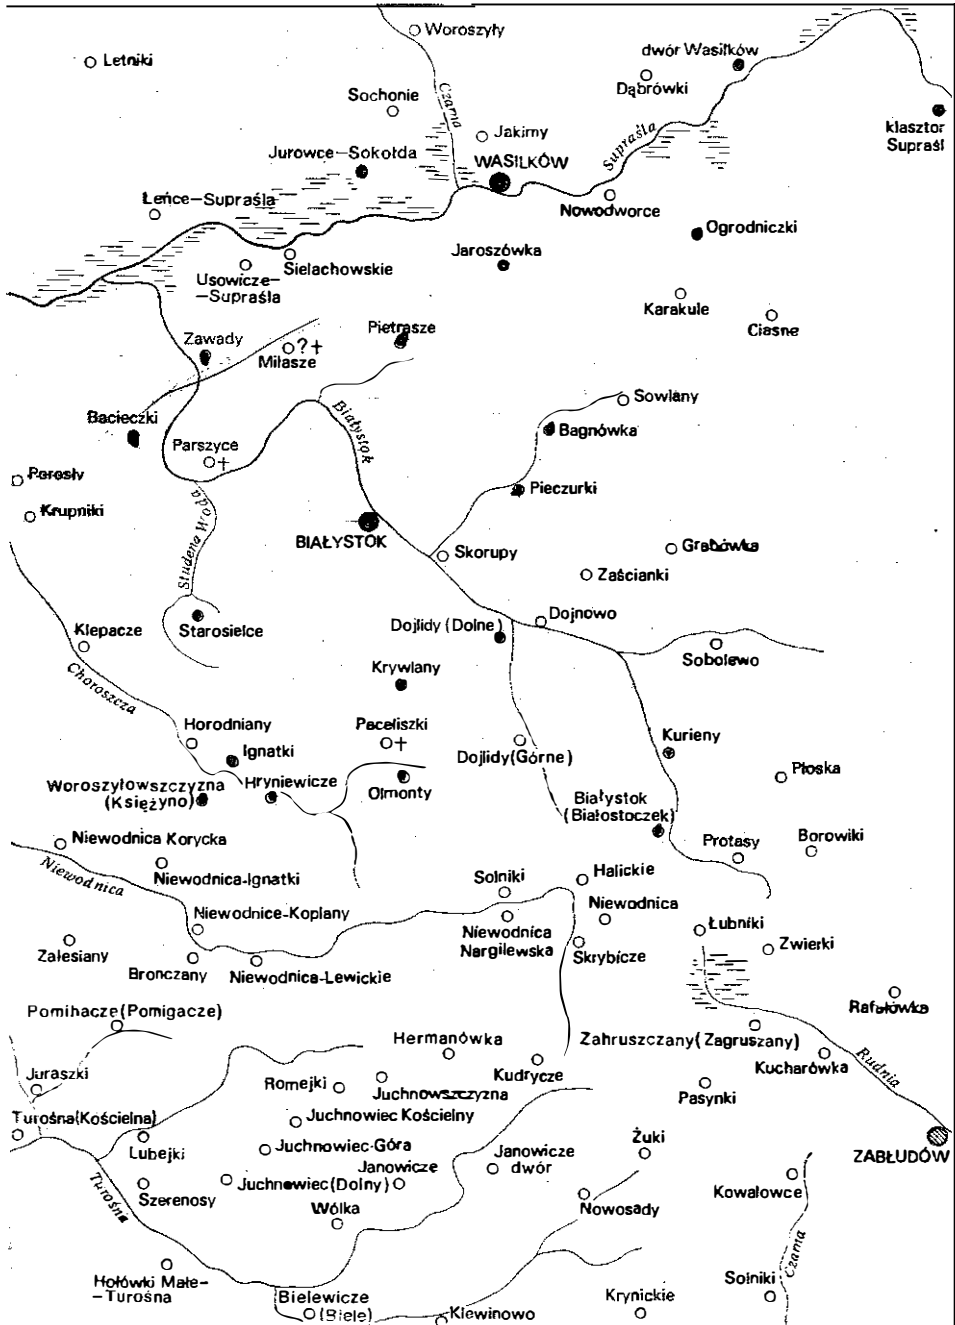 Woroszyły
dwór Wasilków
Letniki
Dąbrówki
Sochonie
Czarna
klasztor
Supraśl
Jakimy
Supraśla
Jurowce–Sokołda
WASILKÓW
Łeńce–Supraśla
Nowodworce
Ogrodniczki
Jaroszówka
Sielachowskie
Usowicze–
–Supraśla
Karakule
Ciasne
Zawady
Pietrasze
Miłasze
?†
Białystok
Sowlany
Bacieczki
Bagnówka
Parszyce
†
Porosły
Pieczurki
Krupniki
Studena Woda
BIAŁYSTOK
Skorupy
Grabówka
Zaścianki
Starosielce
Dojlidy (Dolne)
Dojnowo
Klepacze
Sobolewo
Krywlany
Choroszcza
Horodniany
Paceliszki
†
Ignatki
Dojlidy (Górne)
Kurieny
Płoska
Woroszyłowszczyzna
(Księżyno)
Hryniewicze
Olmonty
Białystok
(Białostoczek)
Niewodnica Korycka
Protasy
Borowiki
Niewodnica
Niewodnica-Ignatki
Solniki
Halickie
Niewodnice-Koplany
Niewodnica
Niewodnica
Nargilewska
Łubniki
Zalesiany
Bronczany
Niewodnica-Lewickie
Skrybicze
Zwierki
Pomihacze (Pomigacze)
Rafałówka
Hermanówka
Zahruszczany (Zagruszany)
Kucharówka
Rudnia
Juraszki
Romejki
Juchnowszczyzna
Kudrycze
Pasynki
Turośna (Kościelna)
Juchnowiec Kościelny
Lubejki
Juchnowiec-Góra
Żuki
ZABŁUDÓW
Janowicze
Janowicze
dwór
Turośna
Szerenosy
Juchnowiec (Dolny)
Kowalowce
Wólka
Nowosady
Czarna
Hołówki Małe–
–Turośna
Solniki
Bielewicze
(Biele)
Kiewinowo
Krynickie